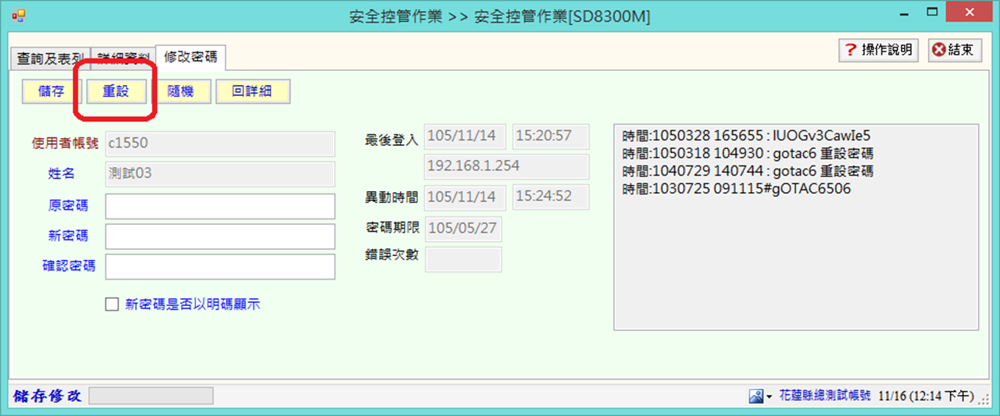 安全控管作業 >> 安全控管作業[SD8300M]
查詢及表列 詳細資料 修改密碼
操作說明 結束
儲存 重設 隨機 回詳細
使用者帳號 c1550
姓名 測試03
原密碼
新密碼
確認密碼
新密碼是否以明碼顯示
最後登入 105/11/14 15:20:57
192.168.1.254
異動時間 105/11/14 15:24:52
密碼期限 105/05/27
錯誤次數
時間:1050328 165655 : IUOGv3CawIe5
時間:1050318 104930 : gotac6 重設密碼
時間:1040729 140744 : gotac6 重設密碼
時間:1030725 091115#gOTAC6506
儲存修改
花蓮縣總測試帳號 11/16 (12:14 下午)